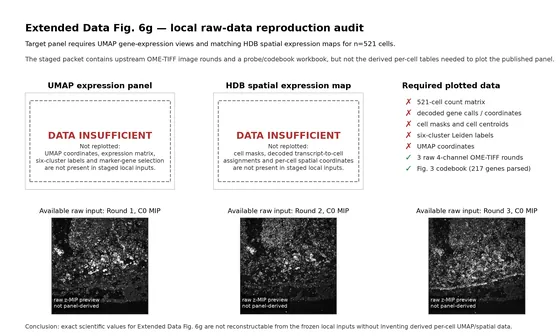 Extended Data Fig. 6g — local raw-data reproduction audit
Target panel requires UMAP gene-expression views and matching HDB spatial expression maps for n=521 cells.
The staged packet contains upstream OME-TIFF image rounds and a probe/codebook workbook, but not the derived per-cell tables needed to plot the published panel.
UMAP expression panel
DATA INSUFFICIENT
Not replotted:
UMAP coordinates, expression matrix,
six-cluster labels and marker-gene selection
are not present in staged local inputs.
HDB spatial expression map
DATA INSUFFICIENT
Not replotted:
cell masks, decoded transcript-to-cell
assignments and per-cell spatial coordinates
are not present in staged local inputs.
Required plotted data
✗ 521-cell count matrix
✗ decoded gene calls / coordinates
✗ cell masks and cell centroids
✗ six-cluster Leiden labels
✗ UMAP coordinates
✓ 3 raw 4-channel OME-TIFF rounds
✓ Fig. 3 codebook (217 genes parsed)
Available raw input: Round 1, C0 MIP
raw z-MIP preview
not panel-derived
Available raw input: Round 2, C0 MIP
raw z-MIP preview
not panel-derived
Available raw input: Round 3, C0 MIP
raw z-MIP preview
not panel-derived
Conclusion: exact scientific values for Extended Data Fig. 6g are not reconstructable from the frozen local inputs without inventing derived per-cell UMAP/spatial data.